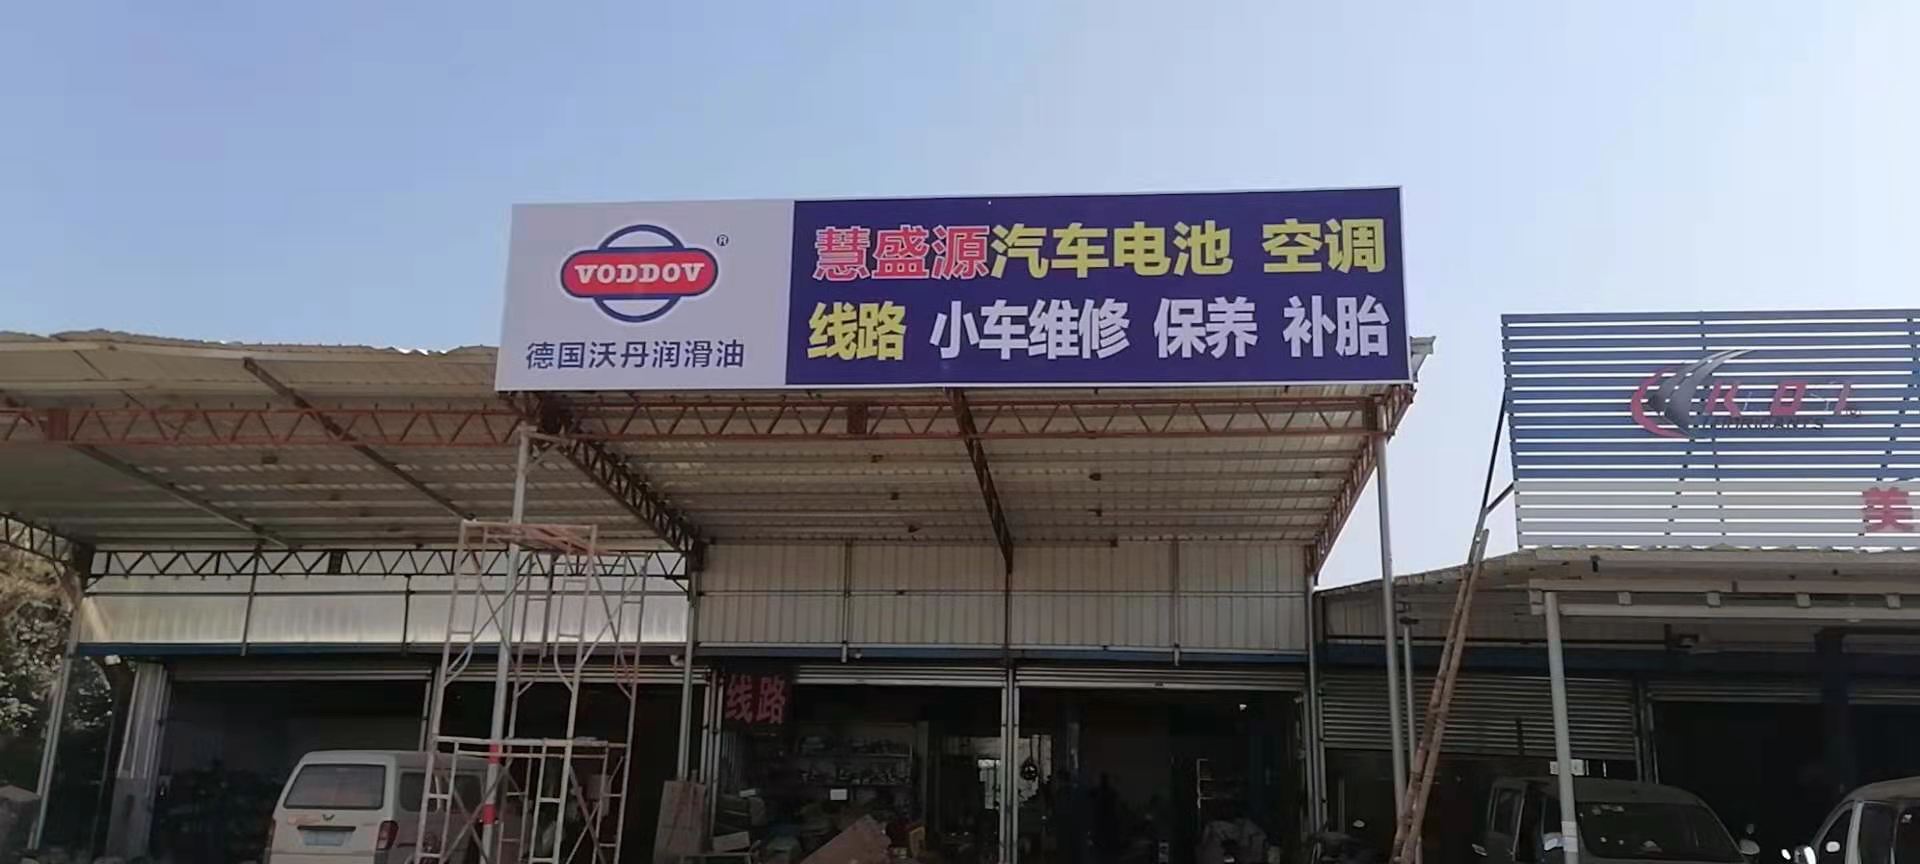 VODDOV®
德国沃丹润滑油
慧盛源汽车电池 空调
线路 小车维修 保养 补胎
线路
美